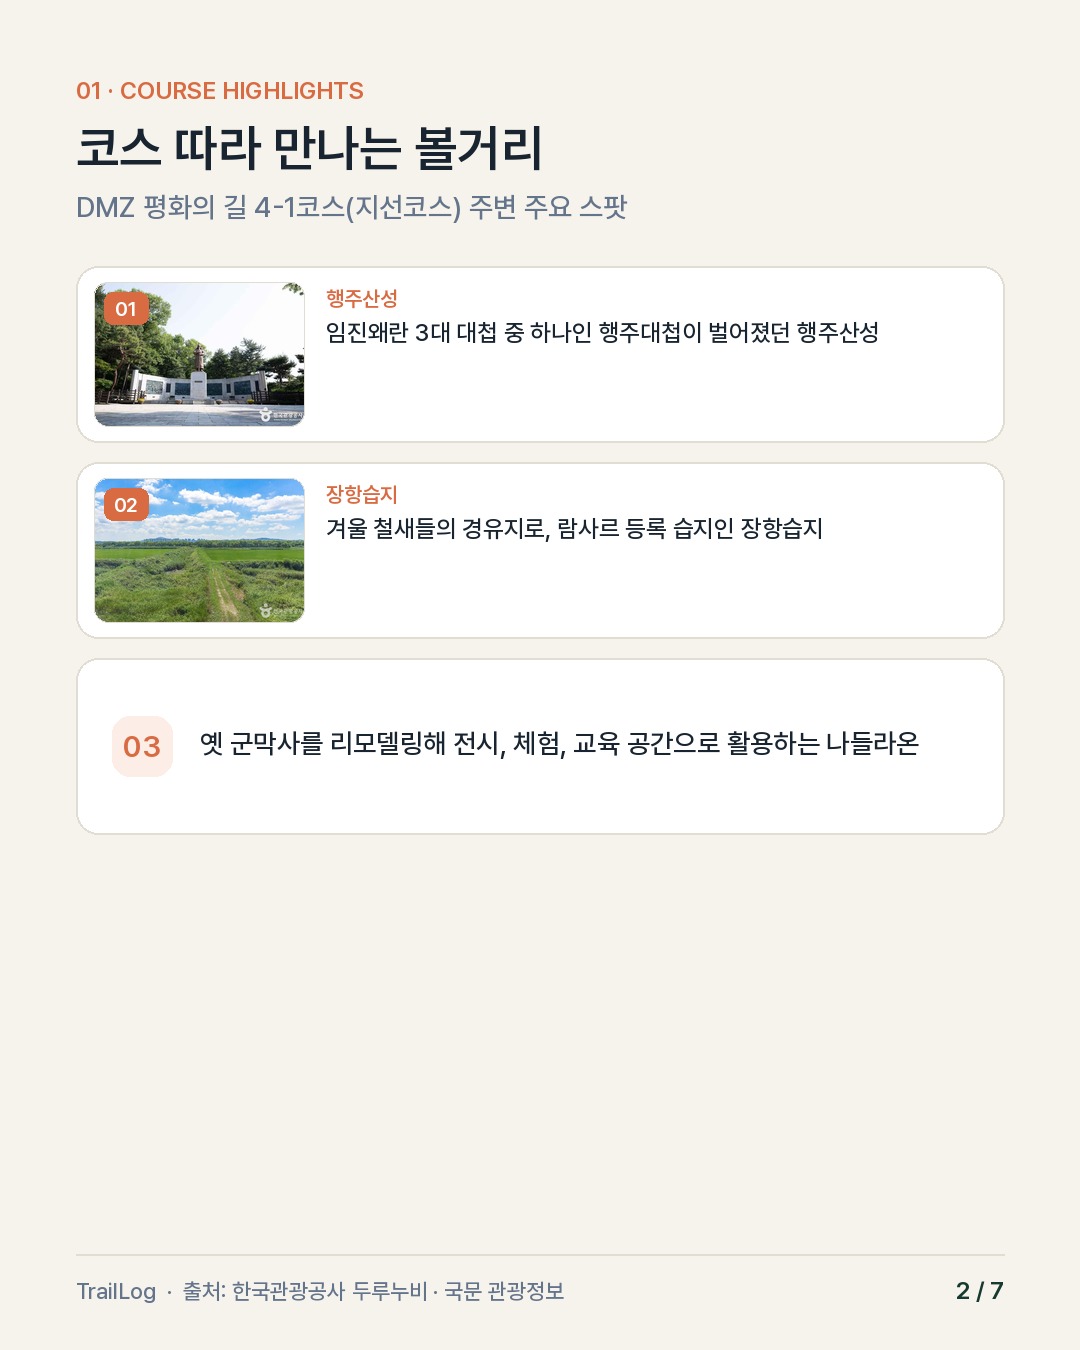 01 · COURSE HIGHLIGHTS
코스 따라 만나는 볼거리
DMZ 평화의 길 4-1코스(지선코스) 주변 주요 스팟
01
행주산성
임진왜란 3대 대첩 중 하나인 행주대첩이 벌어졌던 행주산성
02
장항습지
겨울 철새들의 경유지로, 람사르 등록 습지인 장항습지
03
옛 군막사를 리모델링해 전시, 체험, 교육 공간으로 활용하는 나들라온
TrailLog · 출처: 한국관광공사 두루누비 · 국문 관광정보
2 / 7